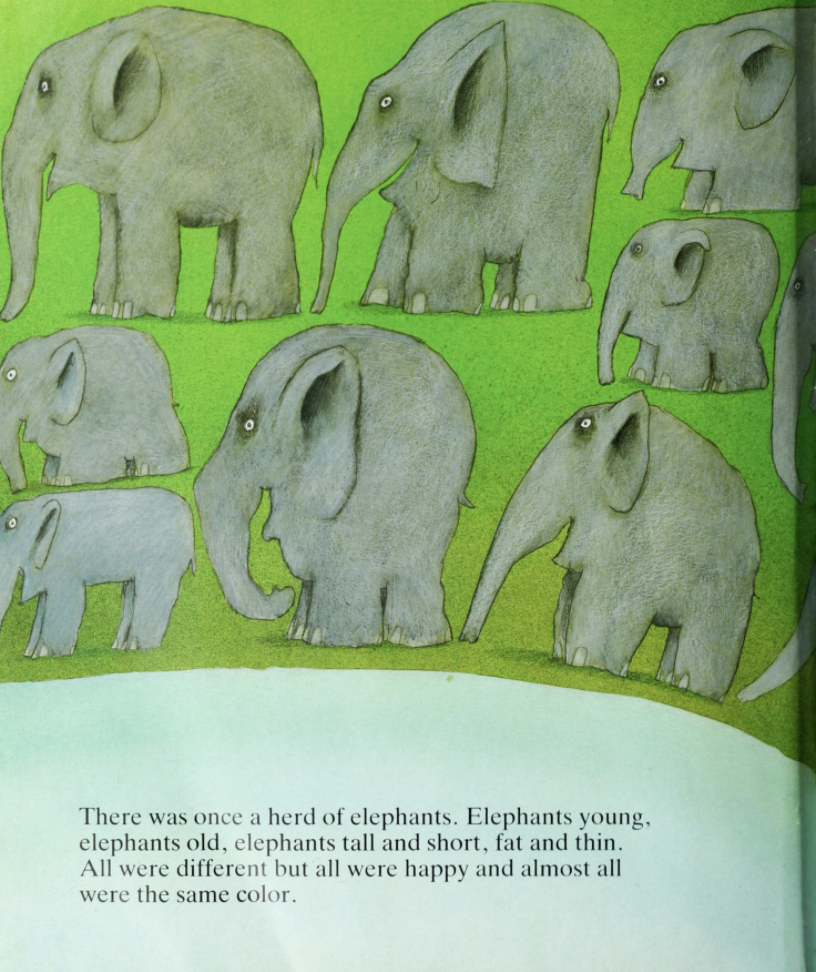 There was once a herd of elephants. Elephants young,
elephants old, elephants tall and short, fat and thin.
All were different but all were happy and almost all
were the same color.